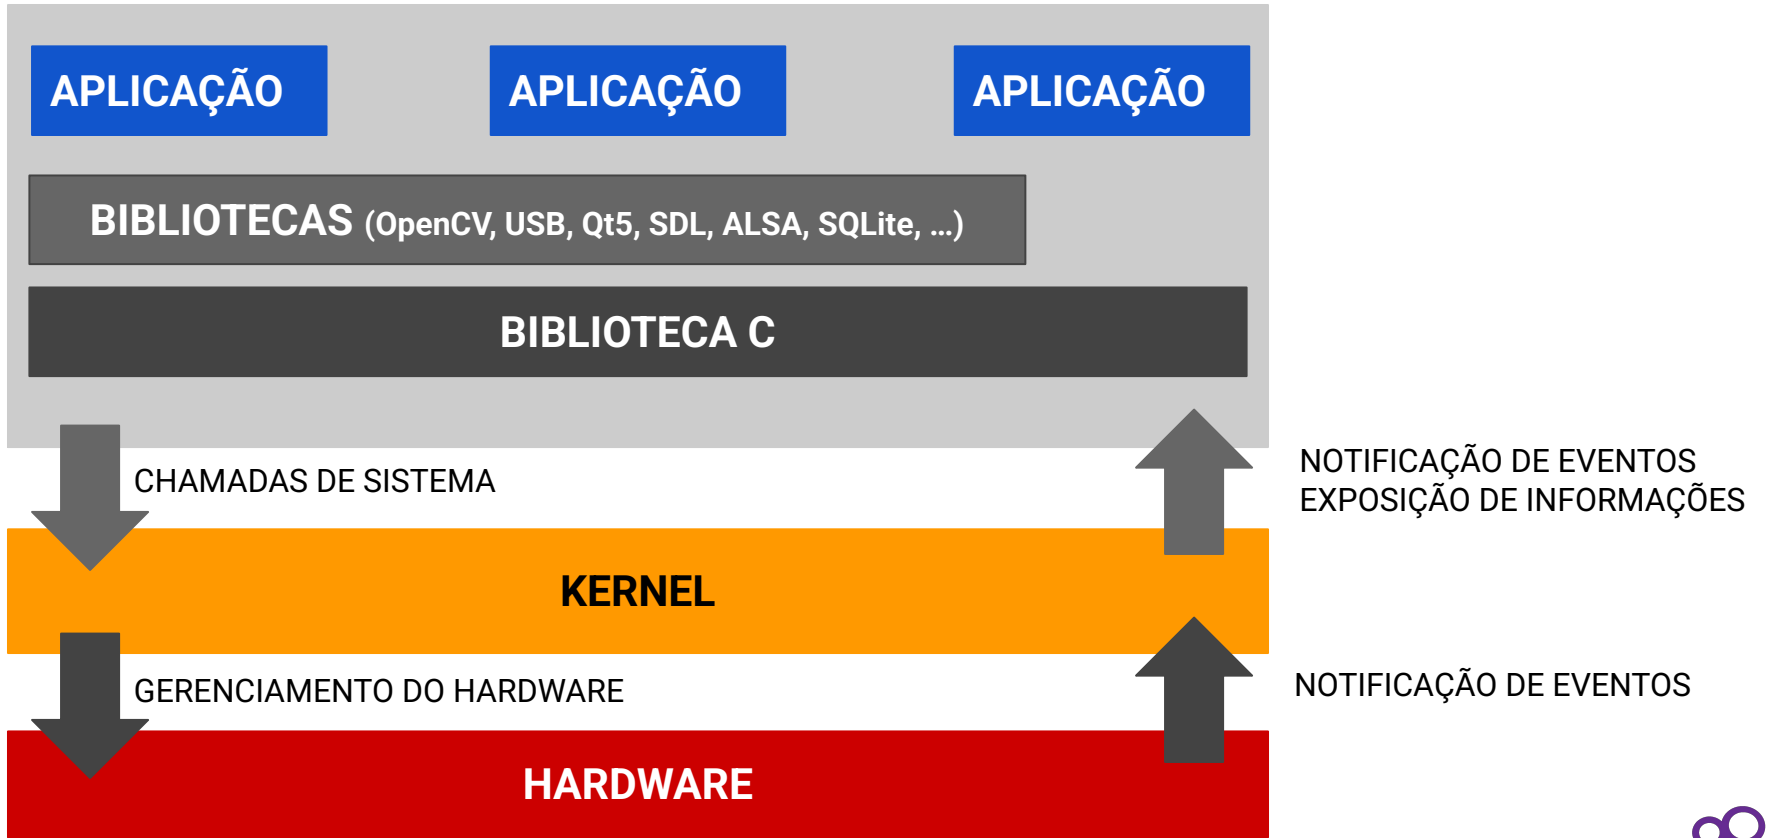 APLICAÇÃO
APLICAÇÃO
APLICAÇÃO
BIBLIOTECAS (OpenCV, USB, Qt5, SDL, ALSA, SQLite, ...)
BIBLIOTECA C
CHAMADAS DE SISTEMA
NOTIFICAÇÃO DE EVENTOS
EXPOSIÇÃO DE INFORMAÇÕES
KERNEL
GERENCIAMENTO DO HARDWARE
NOTIFICAÇÃO DE EVENTOS
HARDWARE